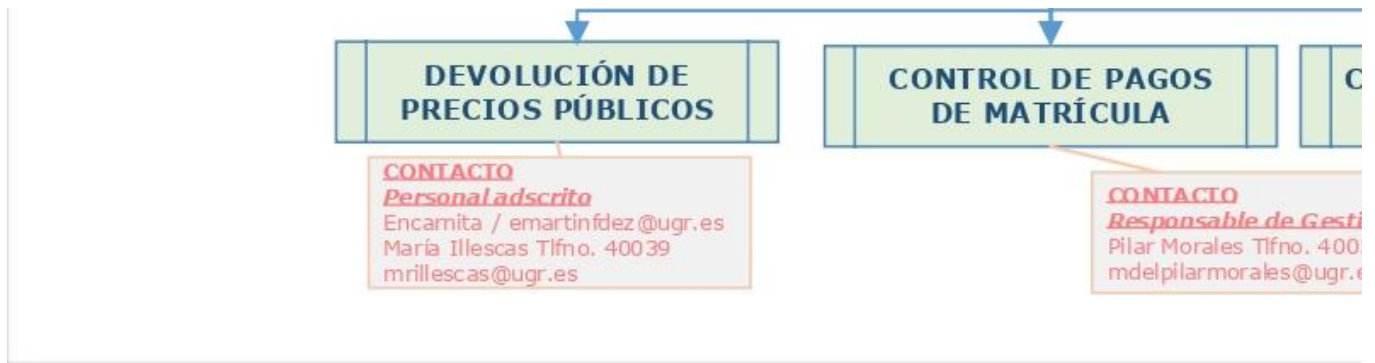 DEVOLUCIÓN DE
PRECIOS PÚBLICOS
CONTROL DE PAGOS
DE MATRÍCULA
C
CONTACTO
Personal adscrito
Encarnita / emartinfdez@ugr.es
María Illescas Tlfno. 40039
mrillescas@ugr.es
CONTACTO
Responsable de Gesti
Pilar Morales Tlfno. 400
mdelpilarmorales@ugr.e